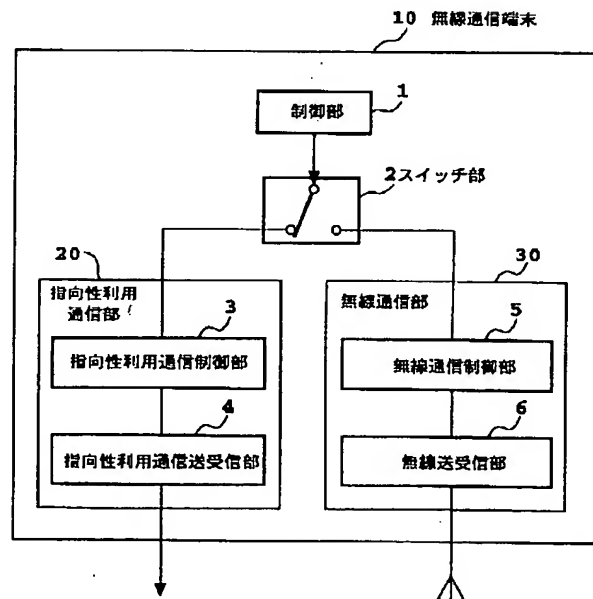 10 無線通信端末
1
制御部
2スイッチ部
20
指向性利用
通信部
3
指向性利用通信制御部
4
指向性利用通信送受信部
30
無線通信部
5
無線通信制御部
6
無線送受信部